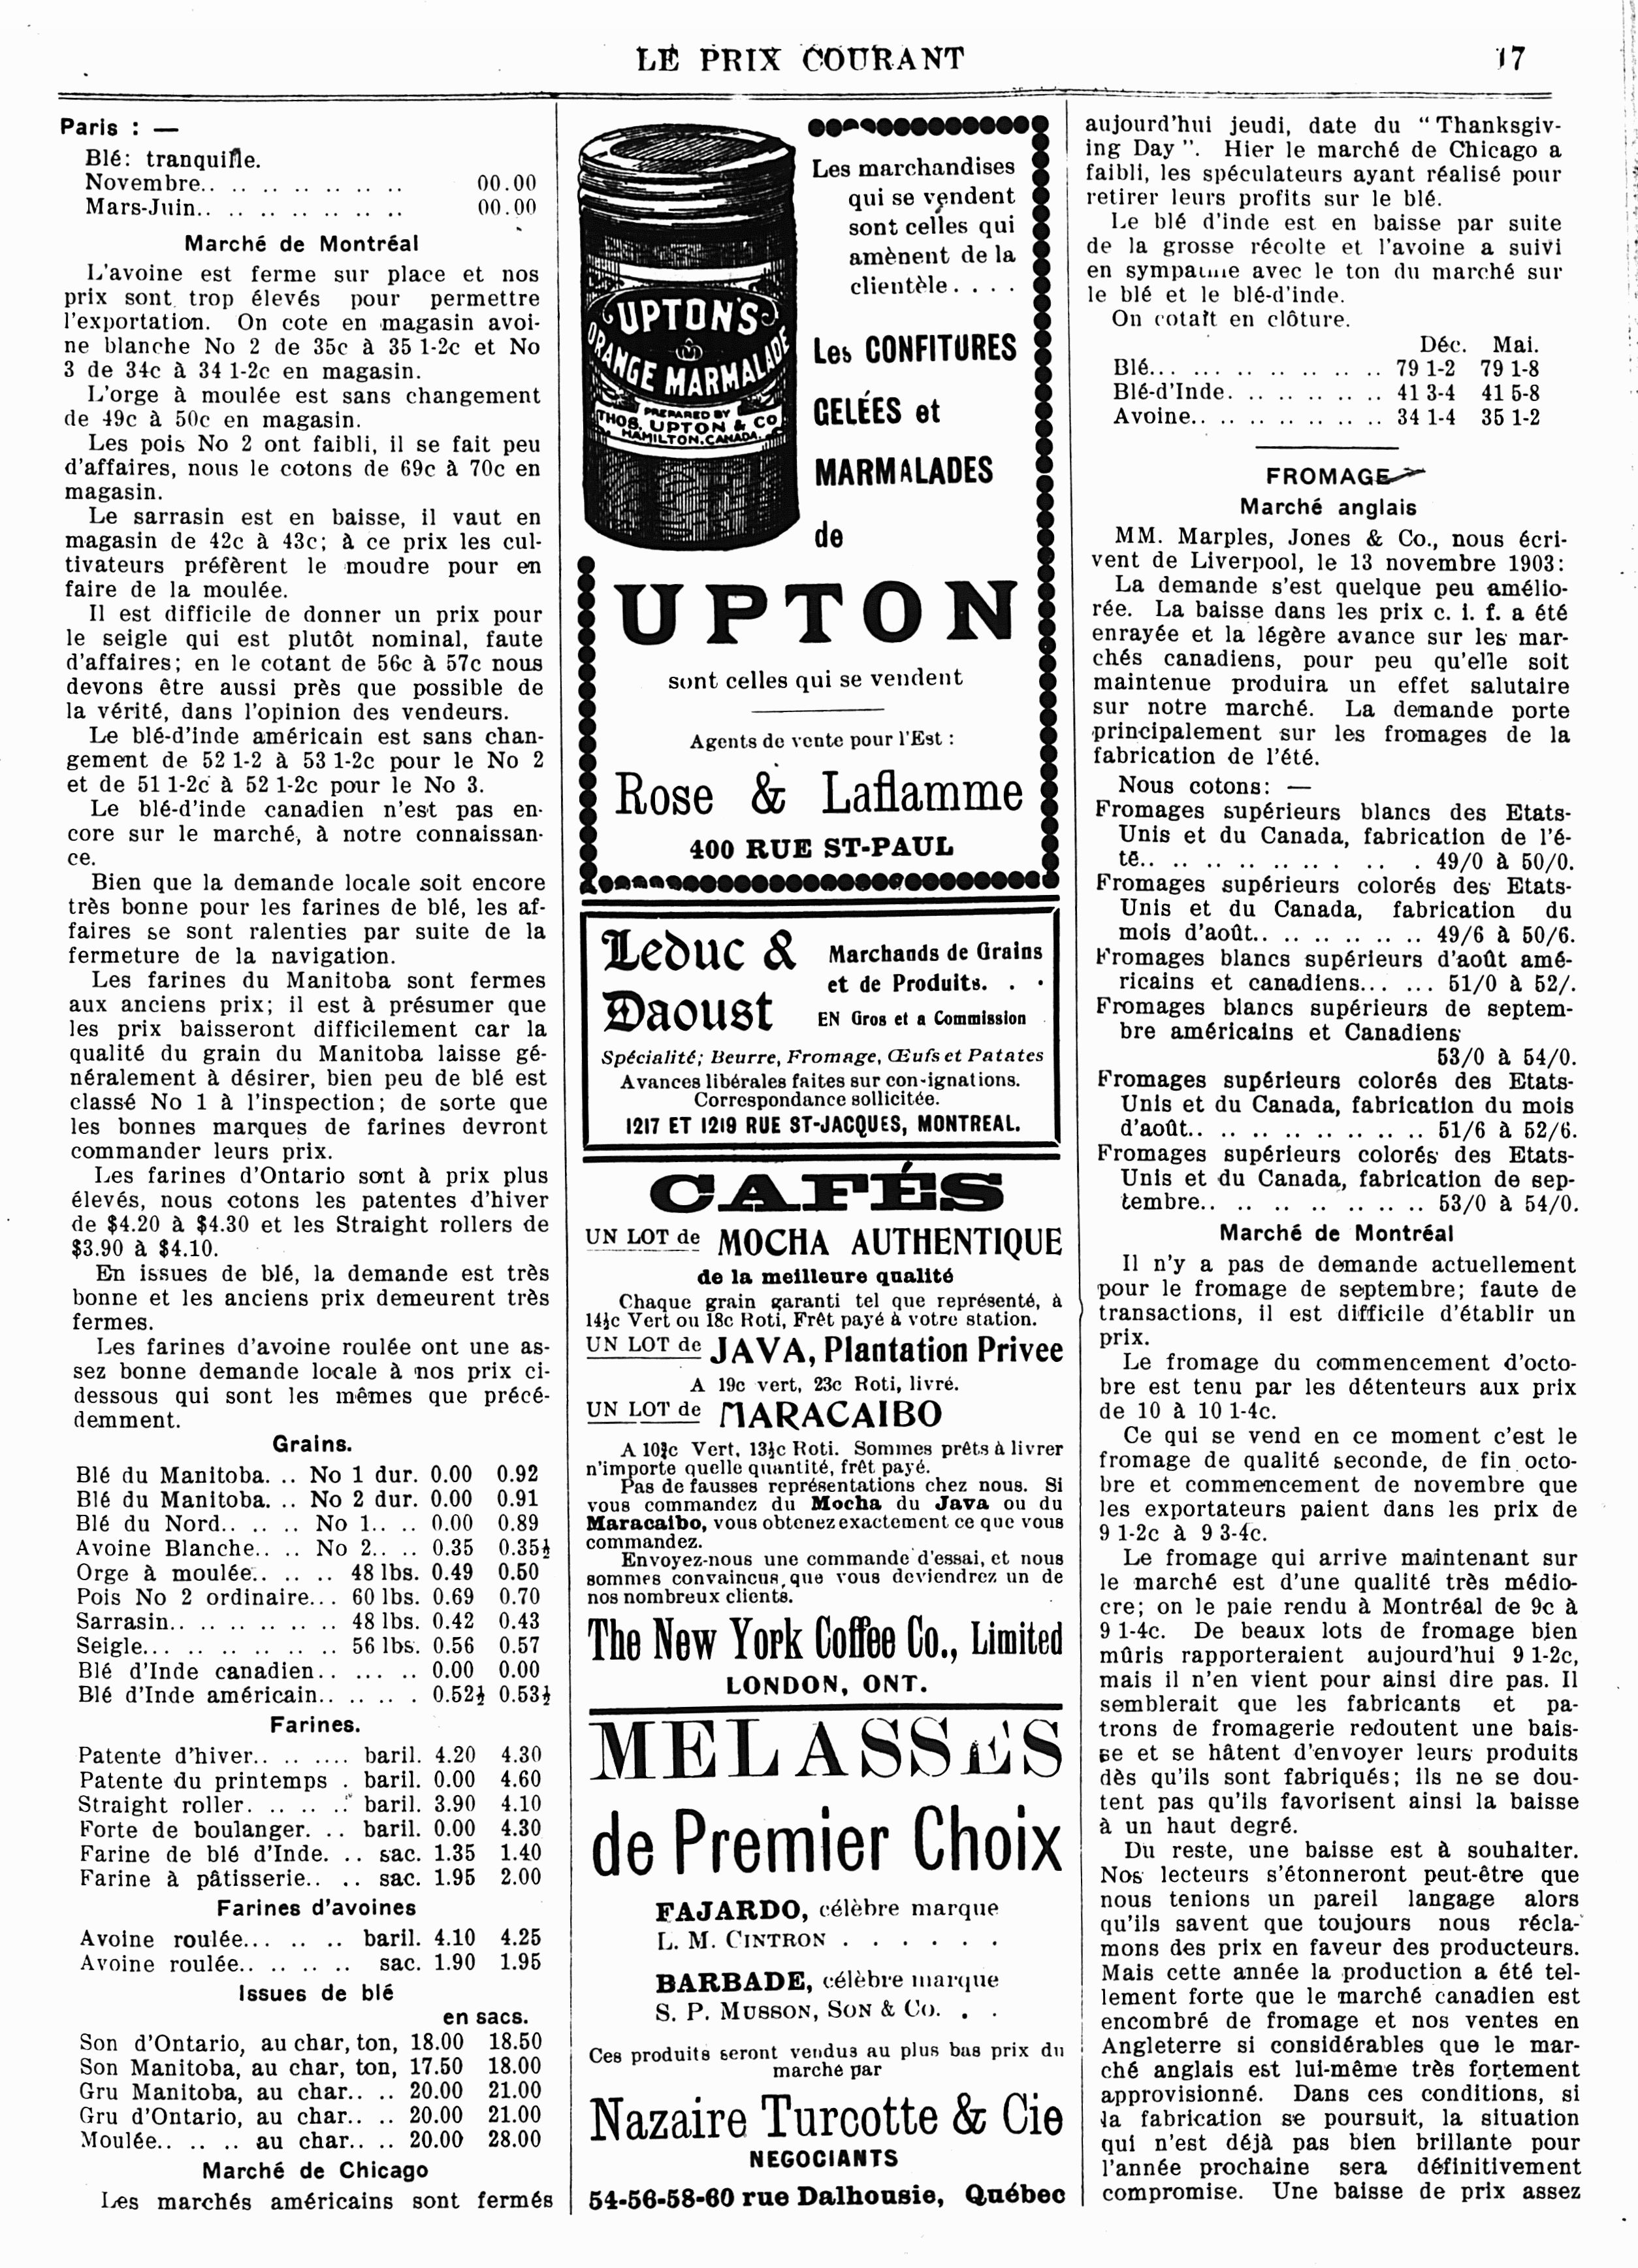 LE PRIX COURANT
17
Paris : —
Blé: tranquille.
Novembre.. .. .. .. .. .. .. .. 00.00
Mars-Juin.. .. .. .. .. .. .. .. 00.00
Marché de Montréal
L'avoine est ferme sur place et nos
prix sont trop élevés pour permettre
l'exportation. On cote en magasin avoi-
ne blanche No 2 de 35c à 35 1-2c et No
3 de 34c à 34 1-2c en magasin.
L'orge à moulée est sans changement
de 49c à 50c en magasin.
Les pois No 2 ont faibli, il se fait peu
d'affaires, nous le cotons de 69c à 70c en
magasin.
Le sarrasin est en baisse, il vaut en
magasin de 42c à 43c; à ce prix les cul-
tivateurs préfèrent le moudre pour en
faire de la moulée.
Il est difficile de donner un prix pour
le seigle qui est plutôt nominal, faute
d'affaires; en le cotant de 56c à 57c nous
devons être aussi près que possible de
la vérité, dans l'opinion des vendeurs.
Le blé-d'inde américain est sans chan-
gement de 52 1-2 à 53 1-2c pour le No 2
et de 51 1-2c à 52 1-2c pour le No 3.
Le blé-d'inde canadien n'est pas en-
core sur le marché, à notre connaissan-
ce.
Bien que la demande locale soit encore
très bonne pour les farines de blé, les af-
faires se sont ralenties par suite de la
fermeture de la navigation.
Les farines du Manitoba sont fermes
aux anciens prix; il est à présumer que
les prix baisseront difficilement car la
qualité du grain du Manitoba laisse gé-
néralement à désirer, bien peu de blé est
classé No 1 à l'inspection; de sorte que
les bonnes marques de farines devront
commander leurs prix.
Les farines d'Ontario sont à prix plus
élevés, nous cotons les patentes d'hiver
de $4.20 à $4.30 et les Straight rollers de
$3.90 à $4.10.
En issues de blé, la demande est très
bonne et les anciens prix demeurent très
fermes.
Les farines d'avoine roulée ont une as-
sez bonne demande locale à nos prix ci-
dessous qui sont les mêmes que précé-
demment.
Grains.
Blé du Manitoba. .. No 1 dur. 0.00 0.92
Blé du Manitoba. .. No 2 dur. 0.00 0.91
Blé du Nord.. .. .. No 1.. .. 0.00 0.89
Avoine Blanche.. .. No 2.. .. 0.35 0.35½
Orge à moulée.. .. .. 48 lbs. 0.49 0.50
Pois No 2 ordinaire... 60 lbs. 0.69 0.70
Sarrasin.. .. .. .. .. .. 48 lbs. 0.42 0.43
Seigle... .. .. .. .. .. 56 lbs. 0.56 0.57
Blé d'Inde canadien.. ... .. 0.00 0.00
Blé d'Inde américain.. .. .. . 0.52½ 0.53½
Farines.
Patente d'hiver.. .. .... baril. 4.20 4.30
Patente du printemps . baril. 0.00 4.60
Straight roller. .. .. .. baril. 3.90 4.10
Forte de boulanger. .. baril. 0.00 4.30
Farine de blé d'Inde. .. sac. 1.35 1.40
Farine à pâtisserie.. .. sac. 1.95 2.00
Farines d'avoines
Avoine roulée... .. .. baril. 4.10 4.25
Avoine roulée.. .. .. .. sac. 1.90 1.95
Issues de blé
en sacs.
Son d'Ontario, au char, ton, 18.00 18.50
Son Manitoba, au char, ton, 17.50 18.00
Gru Manitoba, au char.. .. 20.00 21.00
Gru d'Ontario, au char.. .. 20.00 21.00
Moulée.. .. .. au char.. .. 20.00 28.00
Marché de Chicago
Les marchés américains sont fermés
UPTON'S
ORANGE MARMALADE
PREPARED BY
THOS. UPTON & CO
HAMILTON, CANADA.
Les marchandises
qui se vendent
sont celles qui
amènent de la
clientèle . . . .
Les CONFITURES
GELÉES et
MARMALADES
de
UPTON
sont celles qui se vendent
Agents de vente pour l'Est :
Rose & Laflamme
400 RUE ST-PAUL
Leduc &
Daoust
Marchands de Grains
et de Produits. . .
EN Gros et a Commission
Spécialité; Beurre, Fromage, Œufs et Patates
Avances libérales faites sur con-ignations.
Correspondance sollicitée.
1217 ET 1219 RUE ST-JACQUES, MONTREAL.
CAFÉS
UN LOT de MOCHA AUTHENTIQUE
de la meilleure qualité
Chaque grain garanti tel que représenté, à
14½c Vert ou 18c Roti, Frêt payé à votre station.
UN LOT de JAVA, Plantation Privee
A 19c vert, 23c Roti, livré.
UN LOT de MARACAIBO
A 10¾c Vert, 13½c Roti. Sommes prêts à livrer
n'importe quelle quantité, frêt payé.
Pas de fausses représentations chez nous. Si
vous commandez du Mocha du Java ou du
Maracaibo, vous obtenez exactement ce que vous
commandez.
Envoyez-nous une commande d'essai, et nous
sommes convaincus que vous deviendrez un de
nos nombreux clients.
The New York Coffee Co., Limited
LONDON, ONT.
MELASSES
de Premier Choix
FAJARDO, célèbre marque
L. M. CINTRON . . . . . .
BARBADE, célèbre marque
S. P. MUSSON, SON & CO. . .
Ces produits seront vendus au plus bas prix du
marché par
Nazaire Turcotte & Cie
NEGOCIANTS
54-56-58-60 rue Dalhousie, Québec
aujourd'hui jeudi, date du "Thanksgiv-
ing Day". Hier le marché de Chicago a
faibli, les spéculateurs ayant réalisé pour
retirer leurs profits sur le blé.
Le blé d'inde est en baisse par suite
de la grosse récolte et l'avoine a suivi
en sympathie avec le ton du marché sur
le blé et le blé-d'inde.
On cotaît en clôture.
Déc. Mai.
Blé... ... .. .. .. .. .. 79 1-2 79 1-8
Blé-d'Inde. .. .. .. .. .. 41 3-4 41 5-8
Avoine.. .. .. .. .. .. .. 34 1-4 35 1-2
FROMAGE
Marché anglais
MM. Marples, Jones & Co., nous écri-
vent de Liverpool, le 13 novembre 1903:
La demande s'est quelque peu amélio-
rée. La baisse dans les prix c. i. f. a été
enrayée et la légère avance sur les mar-
chés canadiens, pour peu qu'elle soit
maintenue produira un effet salutaire
sur notre marché. La demande porte
principalement sur les fromages de la
fabrication de l'été.
Nous cotons: —
Fromages supérieurs blancs des Etats-
Unis et du Canada, fabrication de l'é-
té.. .. .. .. .. .. . .. . 49/0 à 50/0.
Fromages supérieurs colorés des Etats-
Unis et du Canada, fabrication du
mois d'août.. .. .. .. .. .. 49/6 à 50/6.
Fromages blancs supérieurs d'août amé-
ricains et canadiens... ... 51/0 à 52/.
Fromages blancs supérieurs de septem-
bre américains et Canadiens
53/0 à 54/0.
Fromages supérieurs colorés des Etats-
Unis et du Canada, fabrication du mois
d'août.. .. .. .. .. .. .. .. 51/6 à 52/6.
Fromages supérieurs colorés des Etats-
Unis et du Canada, fabrication de sep-
tembre.. .. .. .. .. .. .. 53/0 à 54/0.
Marché de Montréal
Il n'y a pas de demande actuellement
pour le fromage de septembre; faute de
transactions, il est difficile d'établir un
prix.
Le fromage du commencement d'octo-
bre est tenu par les détenteurs aux prix
de 10 à 10 1-4c.
Ce qui se vend en ce moment c'est le
fromage de qualité seconde, de fin octo-
bre et commencement de novembre que
les exportateurs paient dans les prix de
9 1-2c à 9 3-4c.
Le fromage qui arrive maintenant sur
le marché est d'une qualité très médio-
cre; on le paie rendu à Montréal de 9c à
9 1-4c. De beaux lots de fromage bien
mûris rapporteraient aujourd'hui 9 1-2c,
mais il n'en vient pour ainsi dire pas. Il
semblerait que les fabricants et pa-
trons de fromagerie redoutent une bais-
se et se hâtent d'envoyer leurs produits
dès qu'ils sont fabriqués; ils ne se dou-
tent pas qu'ils favorisent ainsi la baisse
à un haut degré.
Du reste, une baisse est à souhaiter.
Nos lecteurs s'étonneront peut-être que
nous tenions un pareil langage alors
qu'ils savent que toujours nous récla-
mons des prix en faveur des producteurs.
Mais cette année la production a été tel-
lement forte que le marché canadien est
encombré de fromage et nos ventes en
Angleterre si considérables que le mar-
ché anglais est lui-même très fortement
approvisionné. Dans ces conditions, si
la fabrication se poursuit, la situation
qui n'est déjà pas bien brillante pour
l'année prochaine sera définitivement
compromise. Une baisse de prix assez